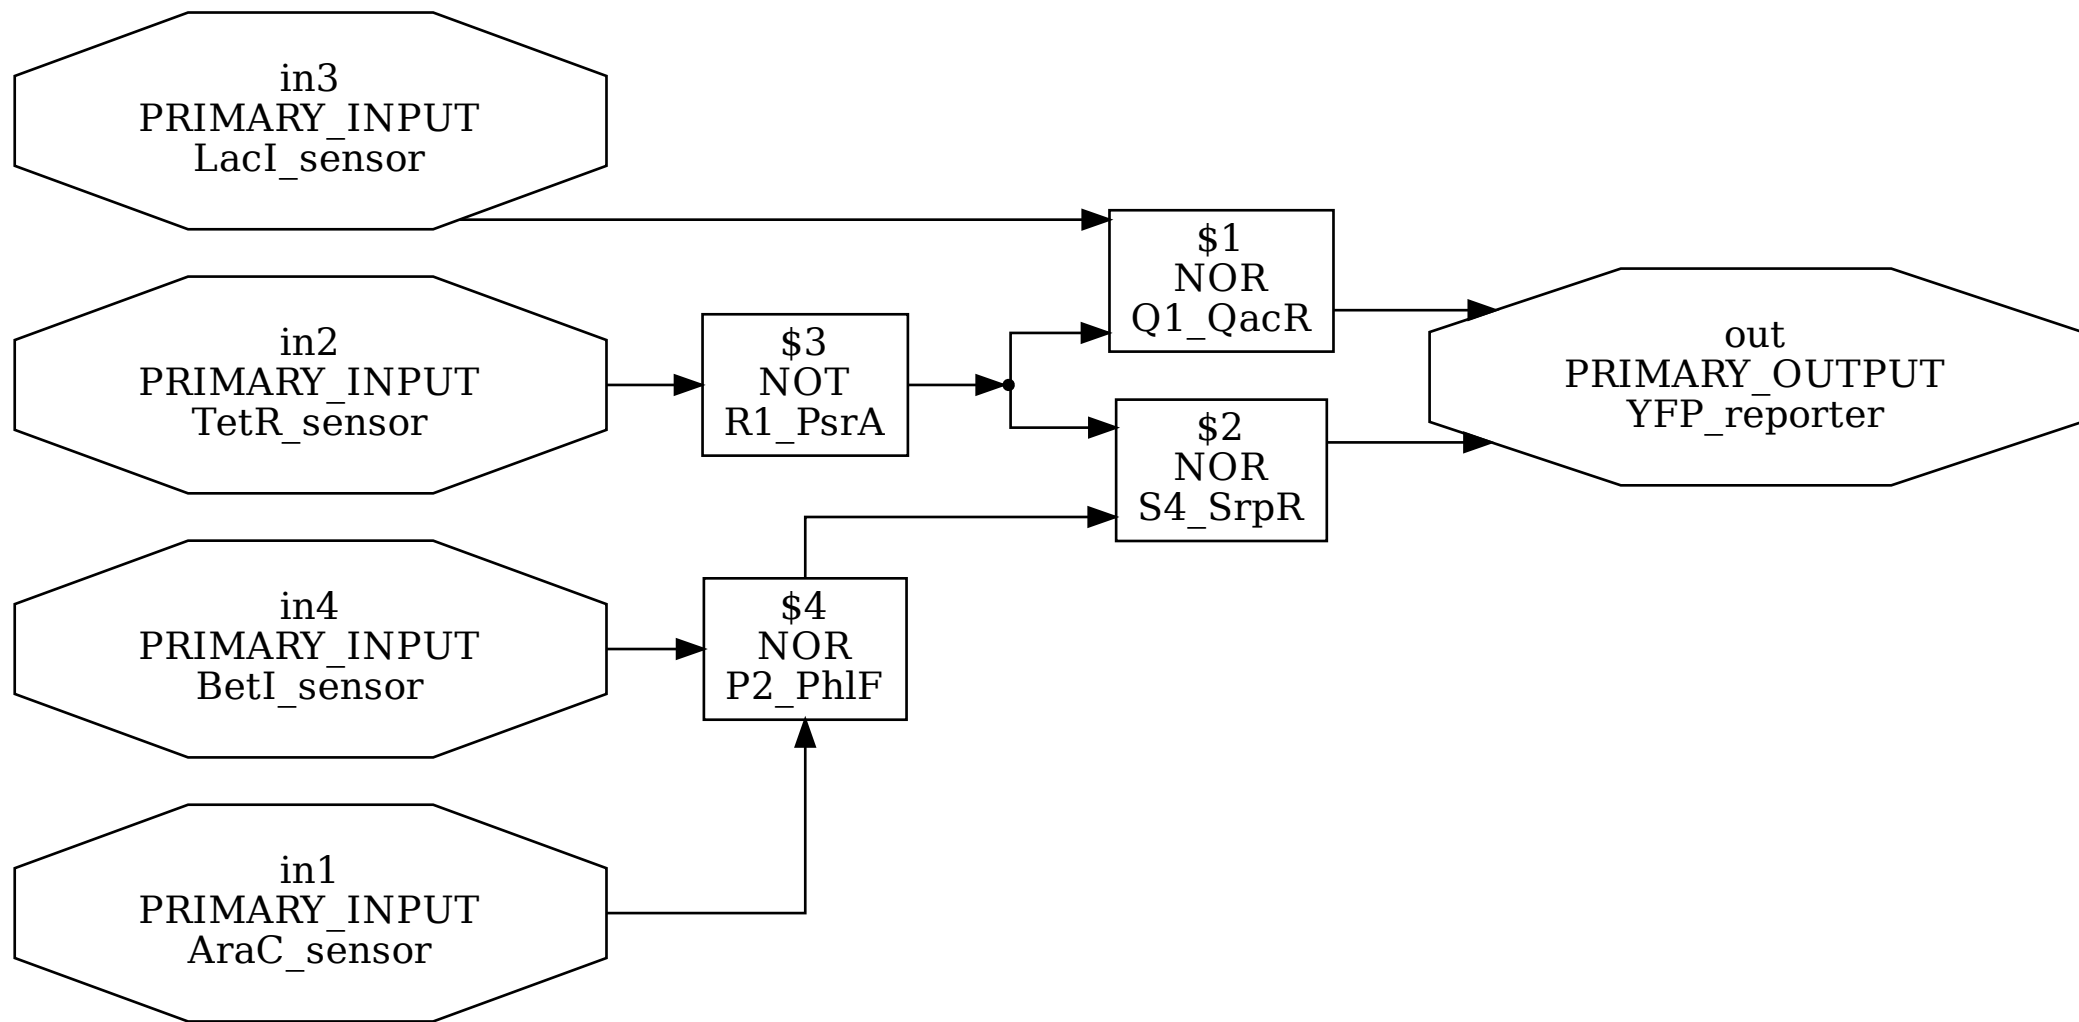 in3
PRIMARY_INPUT
LacI_sensor
in2
PRIMARY_INPUT
TetR_sensor
in4
PRIMARY_INPUT
BetI_sensor
in1
PRIMARY_INPUT
AraC_sensor
$3
NOT
R1_PsrA
$4
NOR
P2_PhlF
$1
NOR
Q1_QacR
$2
NOR
S4_SrpR
out
PRIMARY_OUTPUT
YFP_reporter